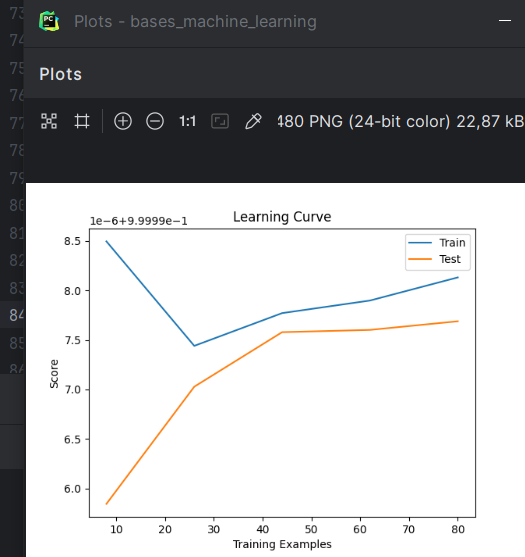 73
Plots - bases_machine_learning
74
75
Plots
76
77
1:1
480 PNG (24-bit color) 22,87 kB
78
79
80
81
82
83
84
85
86
PC
1e−6+9.9999e−1
Learning Curve
Train
Test
8.5
8.0
7.5
7.0
6.5
6.0
Score
10 20 30 40 50 60 70 80
Training Examples